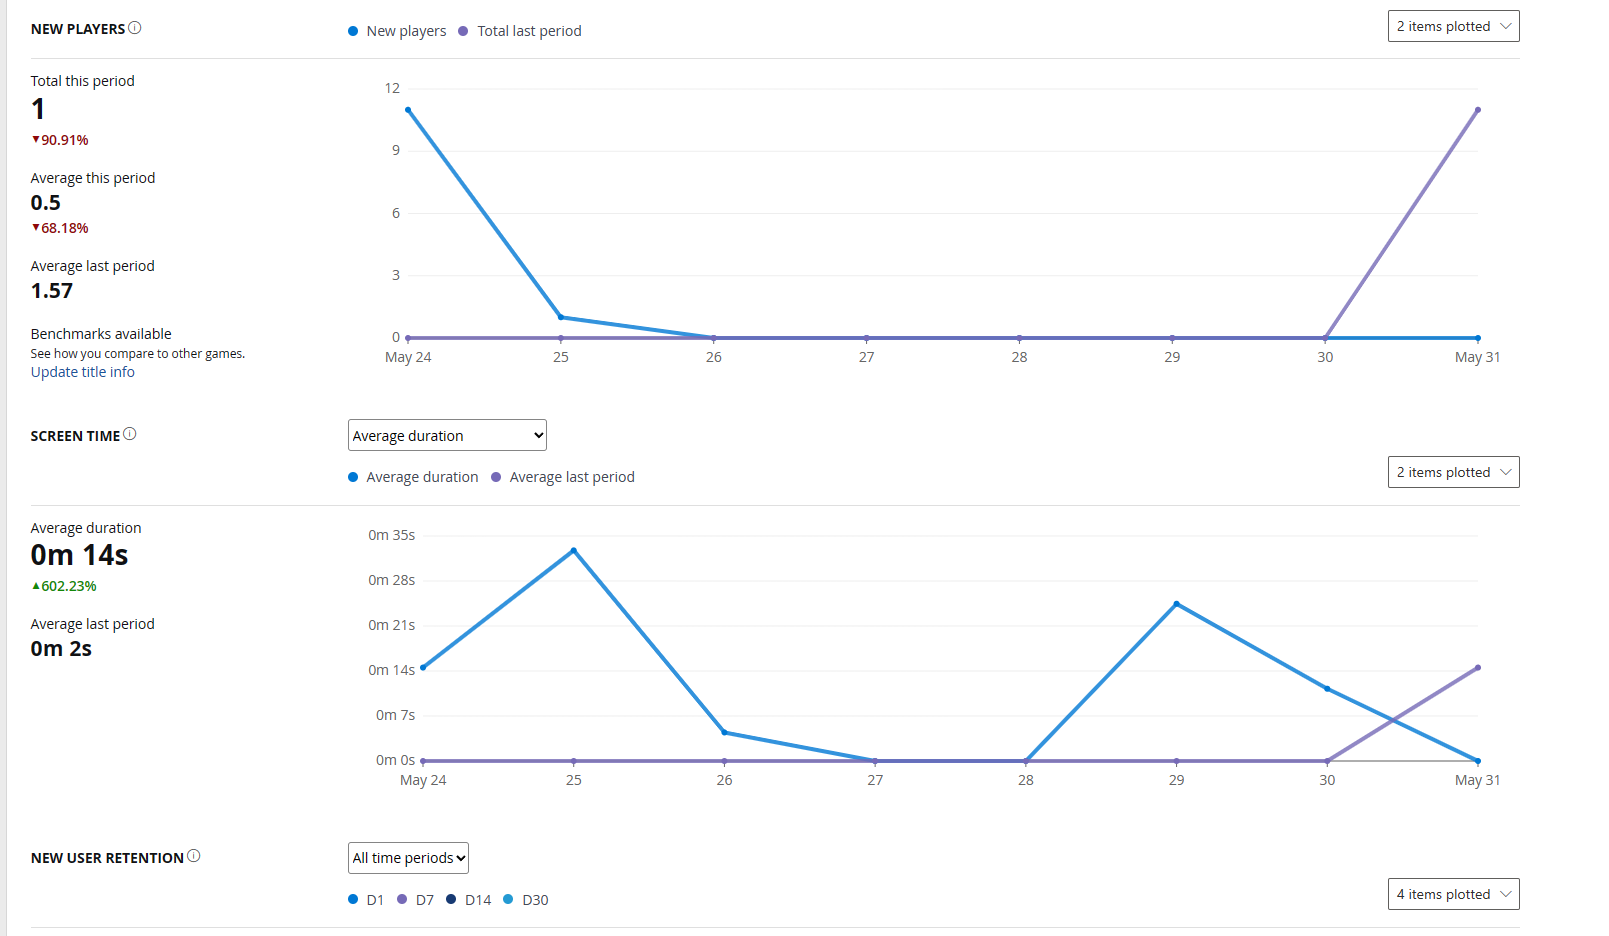 NEW PLAYERS
New players Total last period
2 items plotted
Total this period
1
▼90.91%
Average this period
0.5
▼68.18%
Average last period
1.57
Benchmarks available
See how you compare to other games.
Update title info
12
9
6
3
0
May 24 25 26 27 28 29 30 May 31
SCREEN TIME
Average duration
Average duration Average last period
2 items plotted
Average duration
0m 14s
▲602.23%
Average last period
0m 2s
0m 35s
0m 28s
0m 21s
0m 14s
0m 7s
0m 0s
May 24 25 26 27 28 29 30 May 31
NEW USER RETENTION
All time periods
D1 D7 D14 D30
4 items plotted